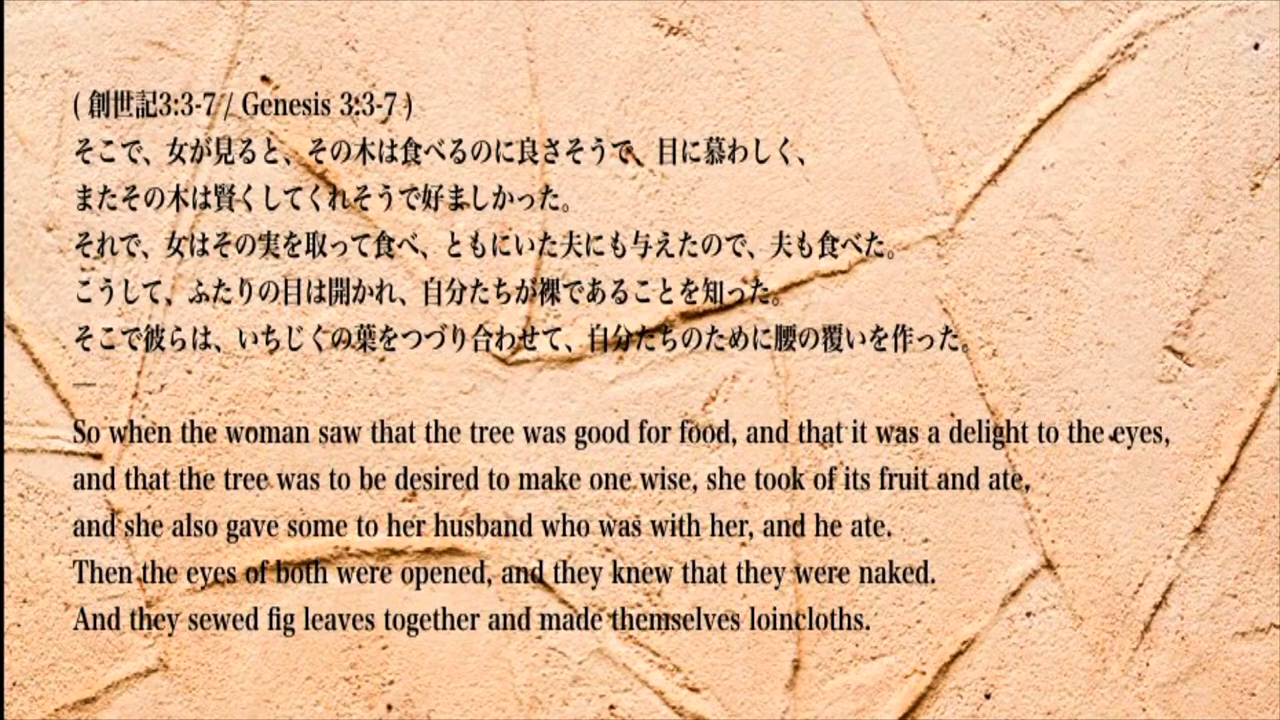 ( 創世記3:3-7 / Genesis 3:3-7 )
そこで、女が見ると、その木は食べるのに良さそうで、目に慕わしく、
またその木は賢くしてくれそうで好ましかった。
それで、女はその実を取って食べ、ともにいた夫にも与えたので、夫も食べた。
こうして、ふたりの目は開かれ、自分たちが裸であることを知った。
そこで彼らは、いちじくの葉をつづり合わせて、自分たちのために腰の覆いを作った。
—
So when the woman saw that the tree was good for food, and that it was a delight to the eyes,
and that the tree was to be desired to make one wise, she took of its fruit and ate,
and she also gave some to her husband who was with her, and he ate.
Then the eyes of both were opened, and they knew that they were naked.
And they sewed fig leaves together and made themselves loincloths.